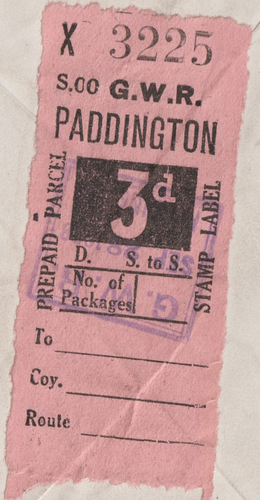 X 3225
S.00 G.W.R.
PADDINGTON
PREPAID PARCEL
3d
STAMP LABEL
D. S. to S.
No. of
Packages
To
Coy.
Route